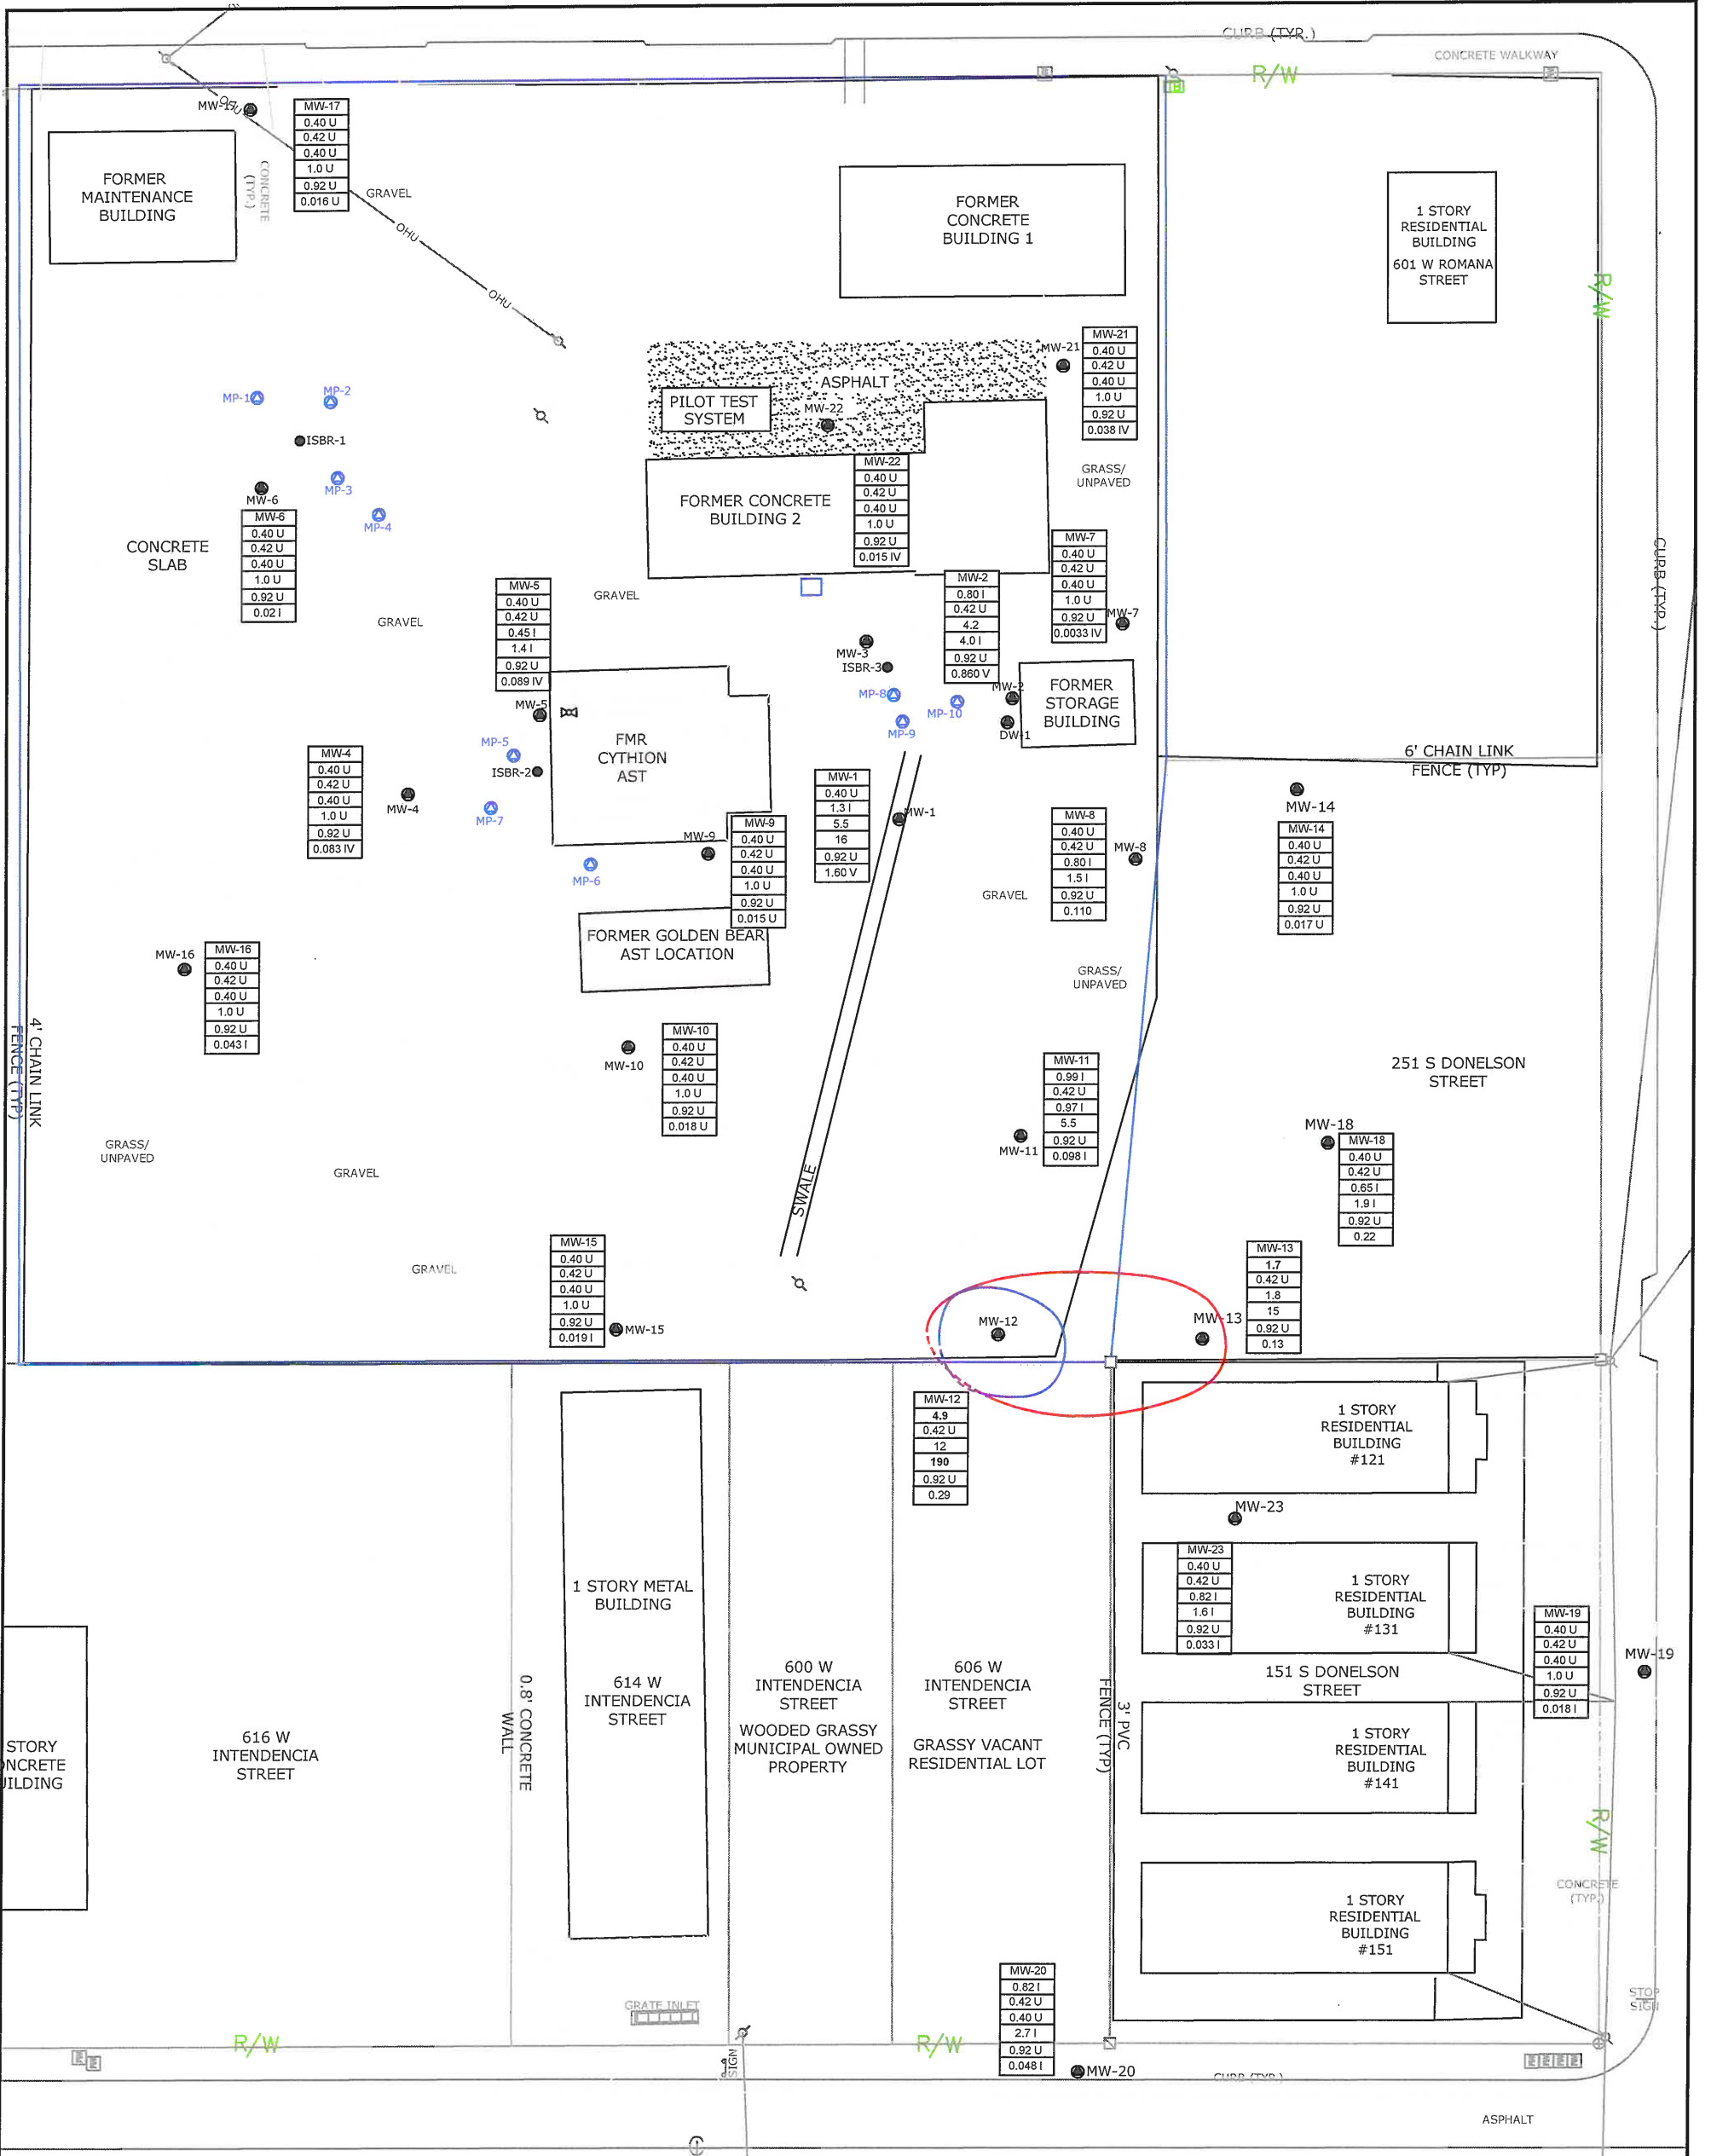 CURB (TYP.)
CONCRETE WALKWAY
R/W
MW-17
OHU
MW-17
0.40 U
0.42 U
0.40 U
1.0 U
0.92 U
0.016 U
FORMER
MAINTENANCE
BUILDING
CONCRETE
(TYP.)
GRAVEL
OHU
OHU
FORMER
CONCRETE
BUILDING 1
1 STORY
RESIDENTIAL
BUILDING
601 W ROMANA
STREET
R/W
MW-21
MW-21
0.40 U
0.42 U
0.40 U
1.0 U
0.92 U
0.038 IV
ASPHALT
PILOT TEST
SYSTEM
MW-22
MP-1
MP-2
ISBR-1
MP-3
MP-4
MW-6
MW-6
0.40 U
0.42 U
0.40 U
1.0 U
0.92 U
0.02 I
CONCRETE
SLAB
GRAVEL
GRASS/
UNPAVED
FORMER CONCRETE
BUILDING 2
MW-22
0.40 U
0.42 U
0.40 U
1.0 U
0.92 U
0.015 IV
MW-7
0.40 U
0.42 U
0.40 U
1.0 U
0.92 U
0.0033 IV
MW-7
CURB (TYP.)
MW-5
0.40 U
0.42 U
0.45 I
1.4 I
0.92 U
0.089 IV
GRAVEL
MW-2
0.80 I
0.42 U
4.2
4.0 I
0.92 U
0.860 V
MW-3
ISBR-3
MP-8
MP-9
MP-10
MW-2
DW-1
FORMER
STORAGE
BUILDING
MW-5
MP-5
ISBR-2
MP-7
MP-6
FMR
CYTHION
AST
6' CHAIN LINK
FENCE (TYP)
MW-4
0.40 U
0.42 U
0.40 U
1.0 U
0.92 U
0.083 IV
MW-4
MW-9
MW-9
0.40 U
0.42 U
0.40 U
1.0 U
0.92 U
0.015 U
MW-1
0.40 U
1.3 I
5.5
16
0.92 U
1.60 V
MW-1
MW-8
0.40 U
0.42 U
0.80 I
1.5 I
0.92 U
0.110
MW-8
MW-14
MW-14
0.40 U
0.42 U
0.40 U
1.0 U
0.92 U
0.017 U
GRAVEL
FORMER GOLDEN BEAR
AST LOCATION
GRASS/
UNPAVED
MW-16
MW-16
0.40 U
0.42 U
0.40 U
1.0 U
0.92 U
0.043 I
4' CHAIN LINK
FENCE (TYP)
MW-10
MW-10
0.40 U
0.42 U
0.40 U
1.0 U
0.92 U
0.018 U
MW-11
0.99 I
0.42 U
0.97 I
5.5
0.92 U
0.098 I
MW-11
251 S DONELSON
STREET
MW-18
MW-18
0.40 U
0.42 U
0.65 I
1.9 I
0.92 U
0.22
GRASS/
UNPAVED
GRAVEL
SWALE
GRAVEL
MW-15
0.40 U
0.42 U
0.40 U
1.0 U
0.92 U
0.019 I
MW-15
MW-12
MW-13
MW-13
1.7
0.42 U
1.8
15
0.92 U
0.13
MW-12
4.9
0.42 U
12
190
0.92 U
0.29
1 STORY
RESIDENTIAL
BUILDING
#121
MW-23
MW-23
0.40 U
0.42 U
0.82 I
1.6 I
0.92 U
0.033 I
1 STORY
RESIDENTIAL
BUILDING
#131
MW-19
0.40 U
0.42 U
0.40 U
1.0 U
0.92 U
0.018 I
MW-19
151 S DONELSON
STREET
1 STORY METAL
BUILDING
614 W
INTENDENCIA
STREET
600 W
INTENDENCIA
STREET
WOODED GRASSY
MUNICIPAL OWNED
PROPERTY
606 W
INTENDENCIA
STREET
GRASSY VACANT
RESIDENTIAL LOT
3' PVC
FENCE (TYP)
0.8' CONCRETE
WALL
616 W
INTENDENCIA
STREET
STORY
ONCRETE
UILDING
1 STORY
RESIDENTIAL
BUILDING
#141
R/W
CONCRETE
(TYP.)
1 STORY
RESIDENTIAL
BUILDING
#151
STOP
SIGN
MW-20
0.82 I
0.42 U
0.40 U
2.7 I
0.92 U
0.048 I
MW-20
GRATE INLET
R/W
R/W
SIGN
CURB (TYP.)
ASPHALT